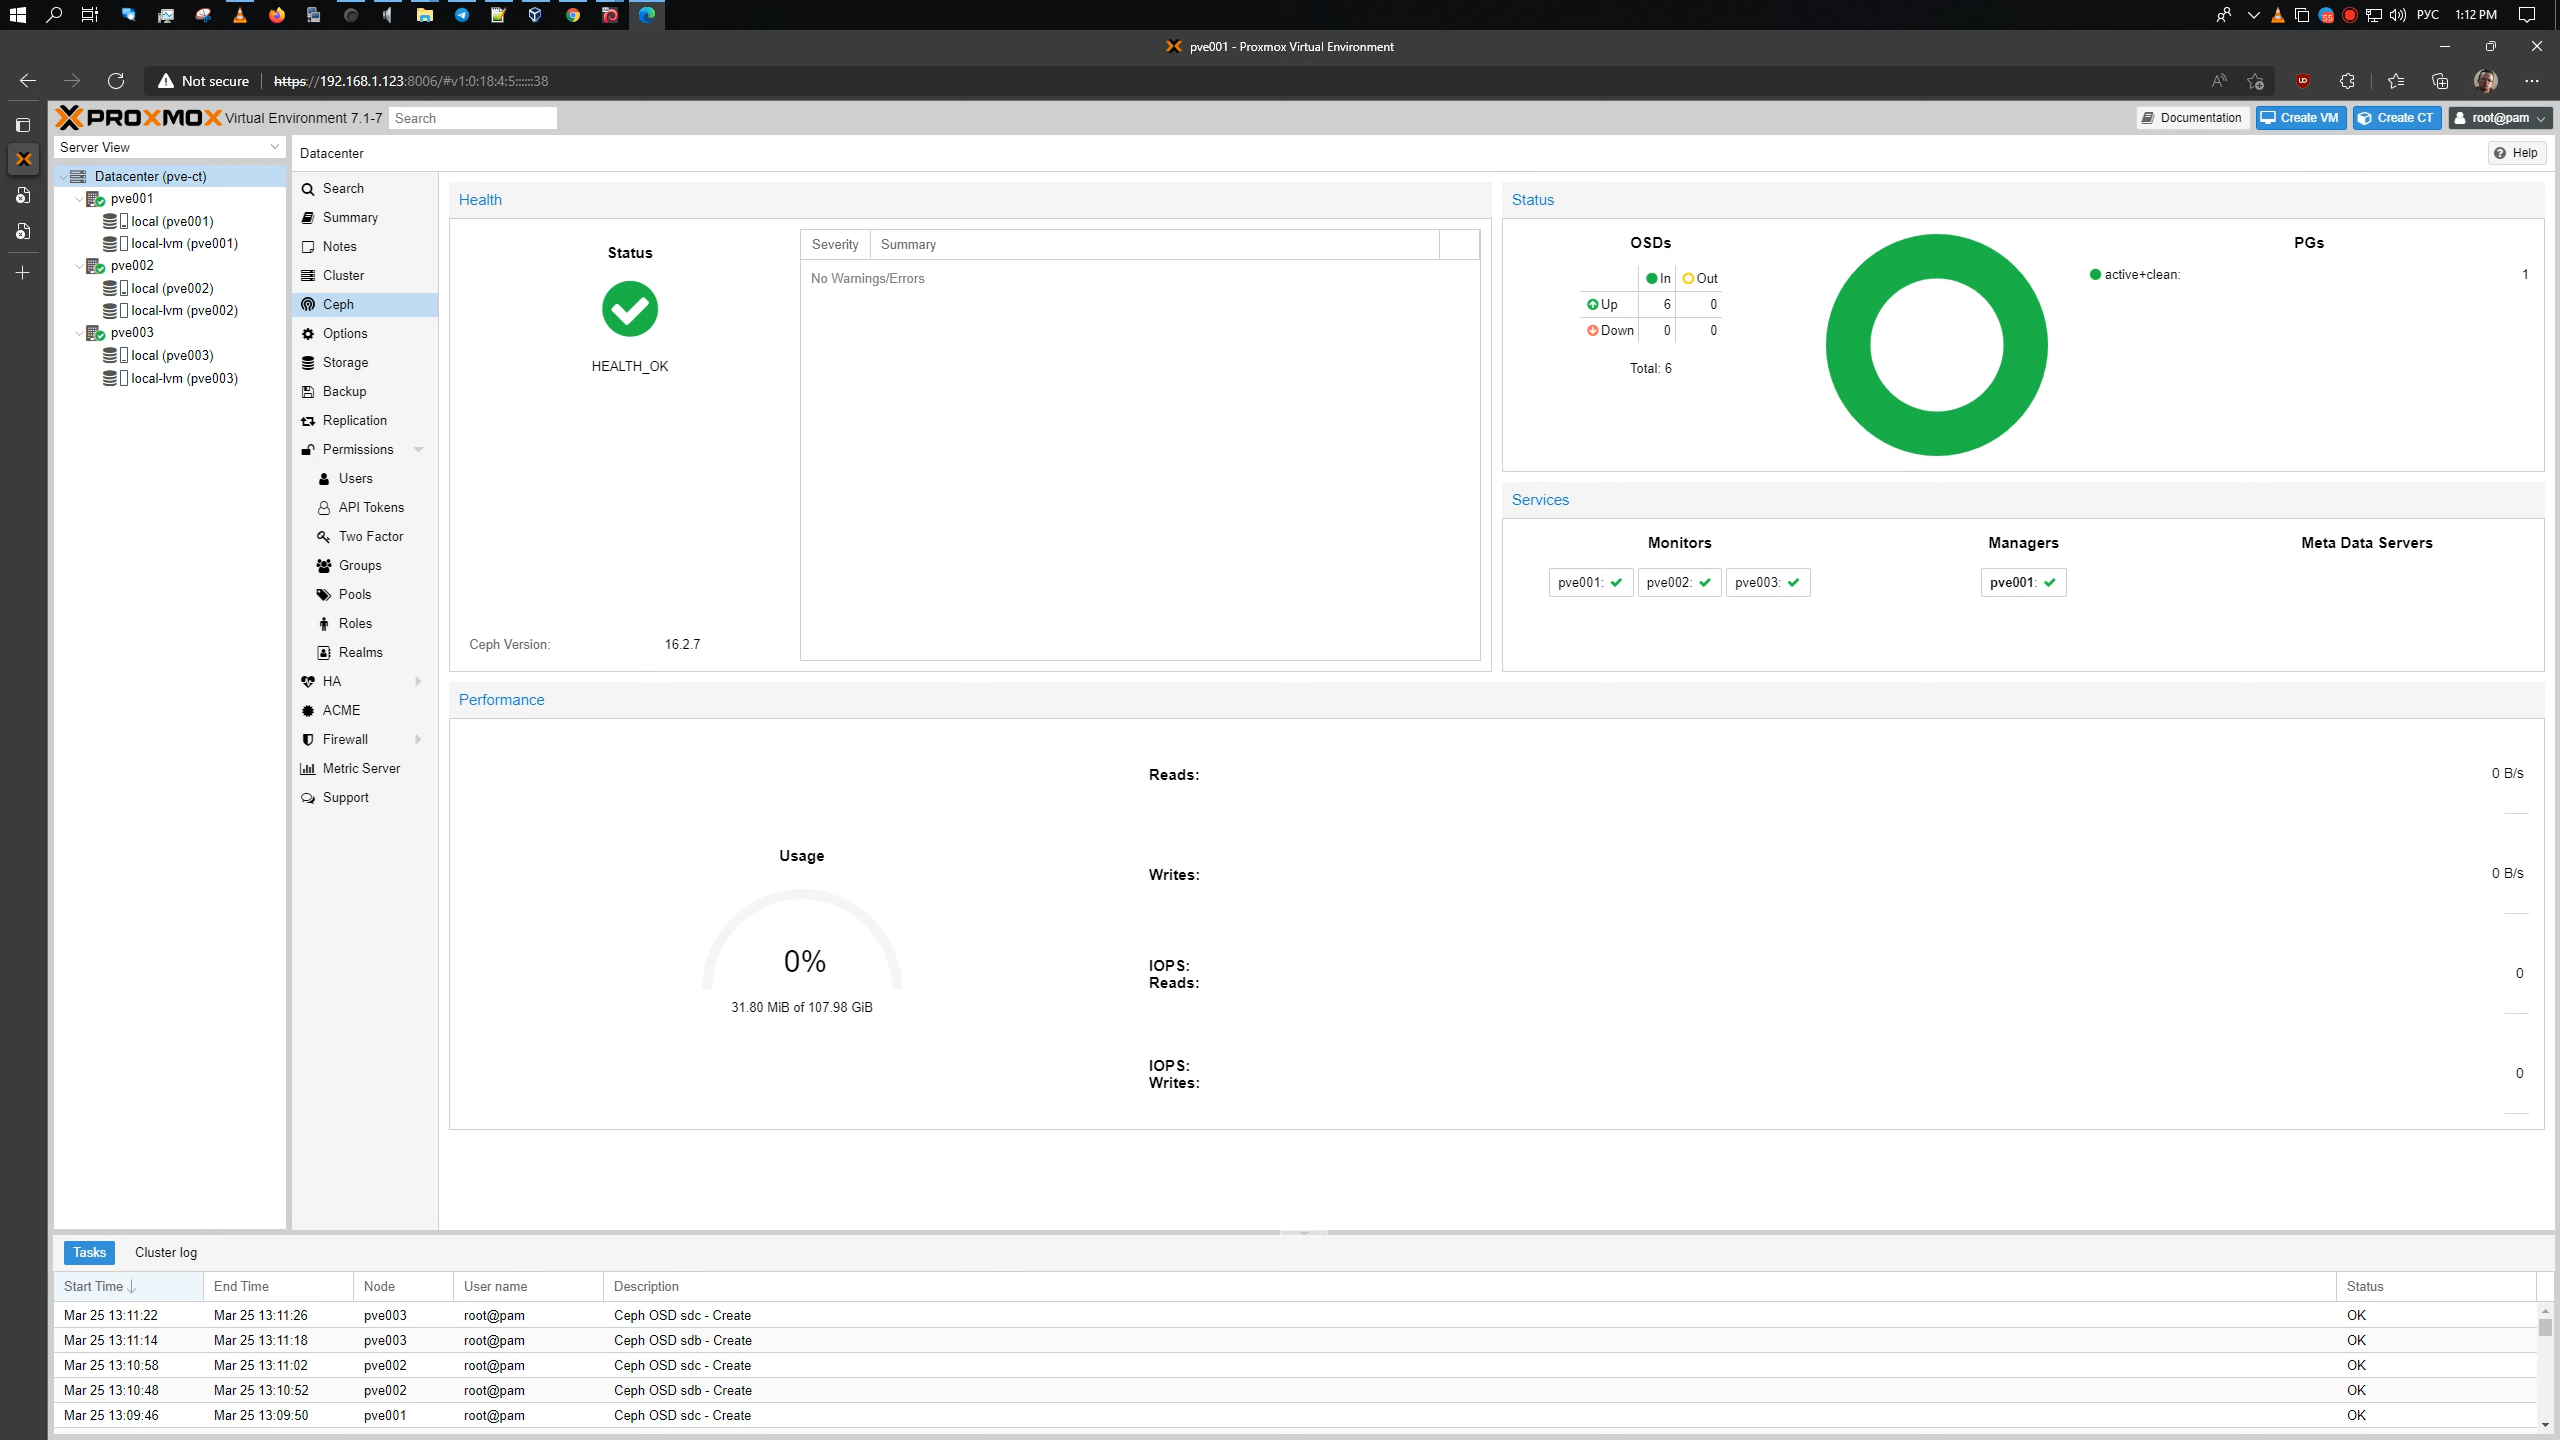 РУС 1:12 PM
pve001 - Proxmox Virtual Environment
Not secure https://192.168.1.123:8006/#v1:0:18:4:5::::::38
PROXMOX Virtual Environment 7.1-7 Search Documentation Create VM Create CT root@pam
Server View
Datacenter (pve-ct)
pve001
local (pve001)
local-lvm (pve001)
pve002
local (pve002)
local-lvm (pve002)
pve003
local (pve003)
local-lvm (pve003)
Datacenter Help
Search
Summary
Notes
Cluster
Ceph
Options
Storage
Backup
Replication
Permissions
Users
API Tokens
Two Factor
Groups
Pools
Roles
Realms
HA
ACME
Firewall
Metric Server
Support
Health
Status
HEALTH_OK
Ceph Version: 16.2.7
Severity Summary
No Warnings/Errors
Status
OSDs
In Out
Up 6 0
Down 0 0
Total: 6
PGs
active+clean: 1
Services
Monitors Managers Meta Data Servers
pve001: pve002: pve003: pve001:
Performance
Usage
0%
31.80 MiB of 107.98 GiB
Reads: 0 B/s
Writes: 0 B/s
IOPS:
Reads: 0
IOPS:
Writes: 0
Tasks Cluster log
Start Time End Time Node User name Description Status
Mar 25 13:11:22 Mar 25 13:11:26 pve003 root@pam Ceph OSD sdc - Create OK
Mar 25 13:11:14 Mar 25 13:11:18 pve003 root@pam Ceph OSD sdb - Create OK
Mar 25 13:10:58 Mar 25 13:11:02 pve002 root@pam Ceph OSD sdc - Create OK
Mar 25 13:10:48 Mar 25 13:10:52 pve002 root@pam Ceph OSD sdb - Create OK
Mar 25 13:09:46 Mar 25 13:09:50 pve001 root@pam Ceph OSD sdc - Create OK